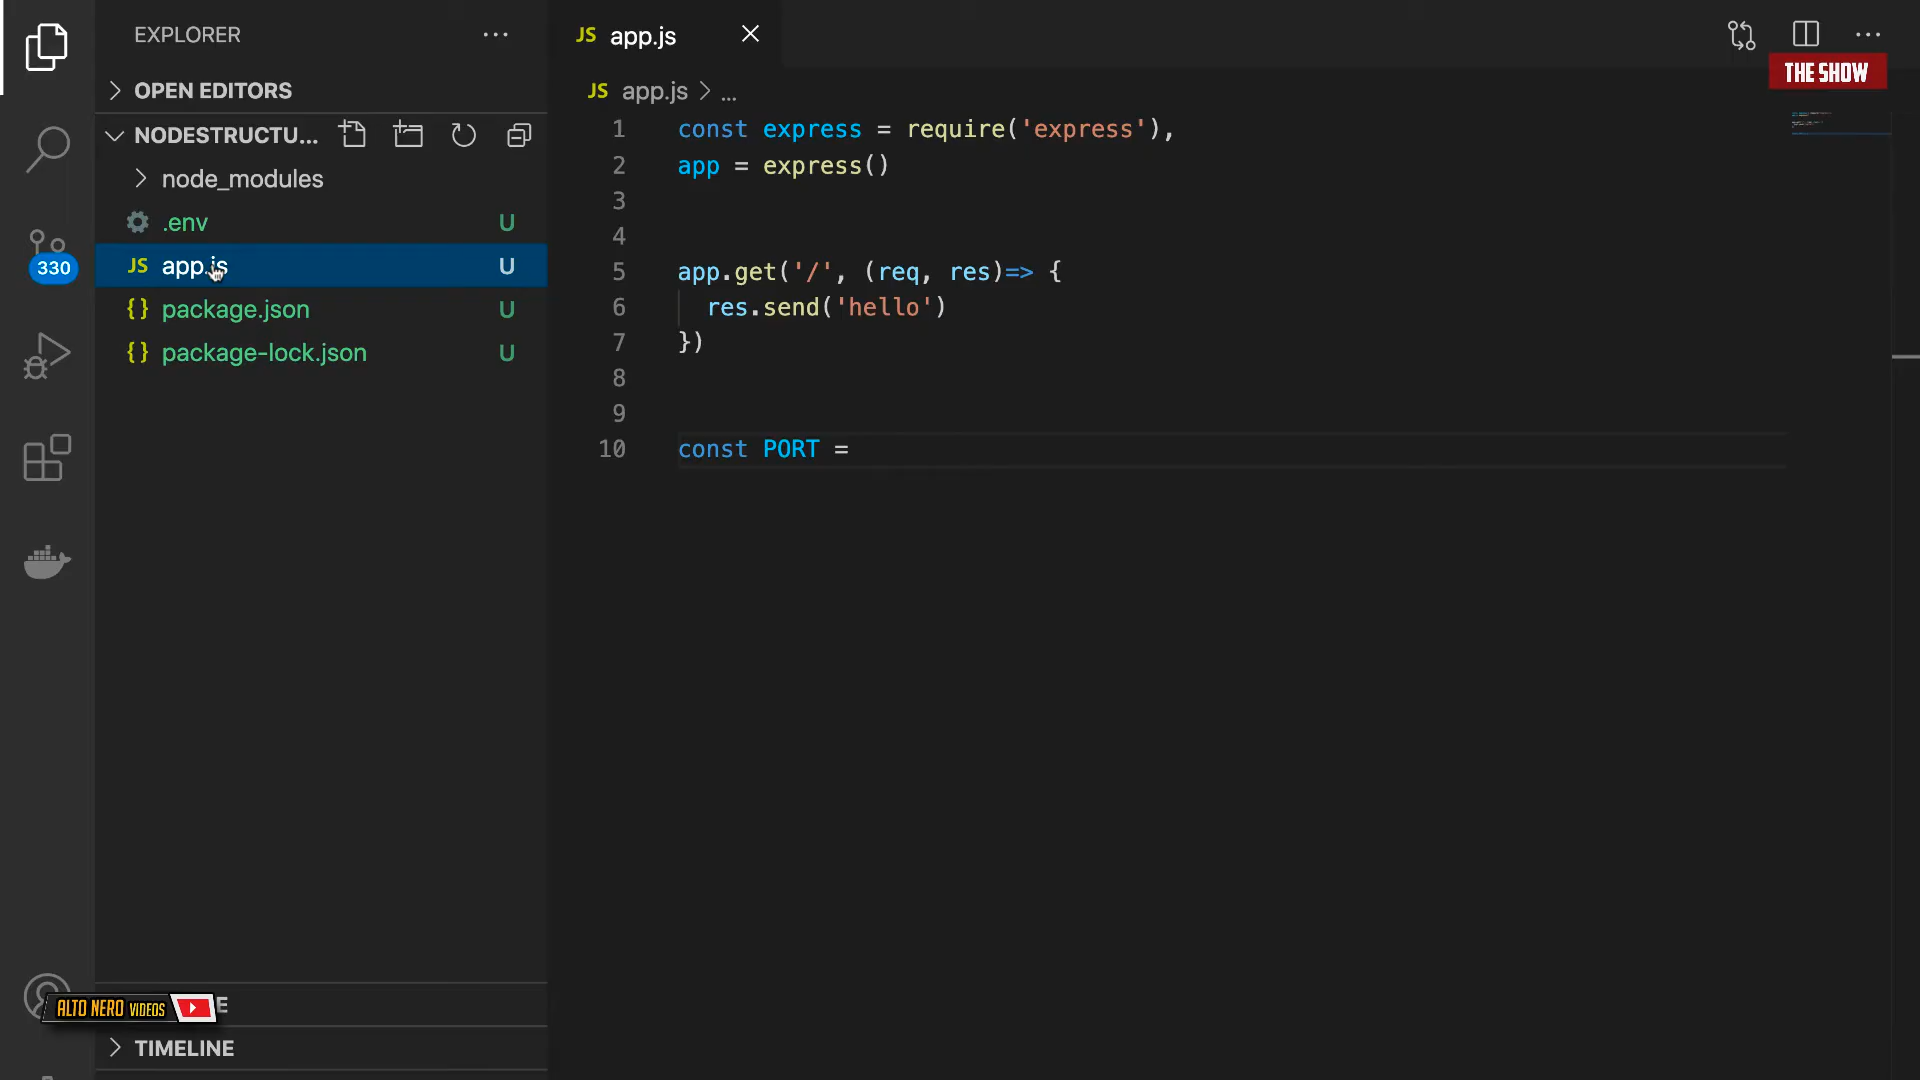 EXPLORER
OPEN EDITORS
NODESTRUCTU...
node_modules
.env U
JS app.js U
{} package.json U
{} package-lock.json U
330
TIMELINE
ALTO NERO VIDEOS
E
JS app.js
THE SHOW
JS app.js > ...
1 const express = require('express'),
2 app = express()
3
4
5 app.get('/', (req, res)=> {
6 res.send('hello')
7 })
8
9
10 const PORT =